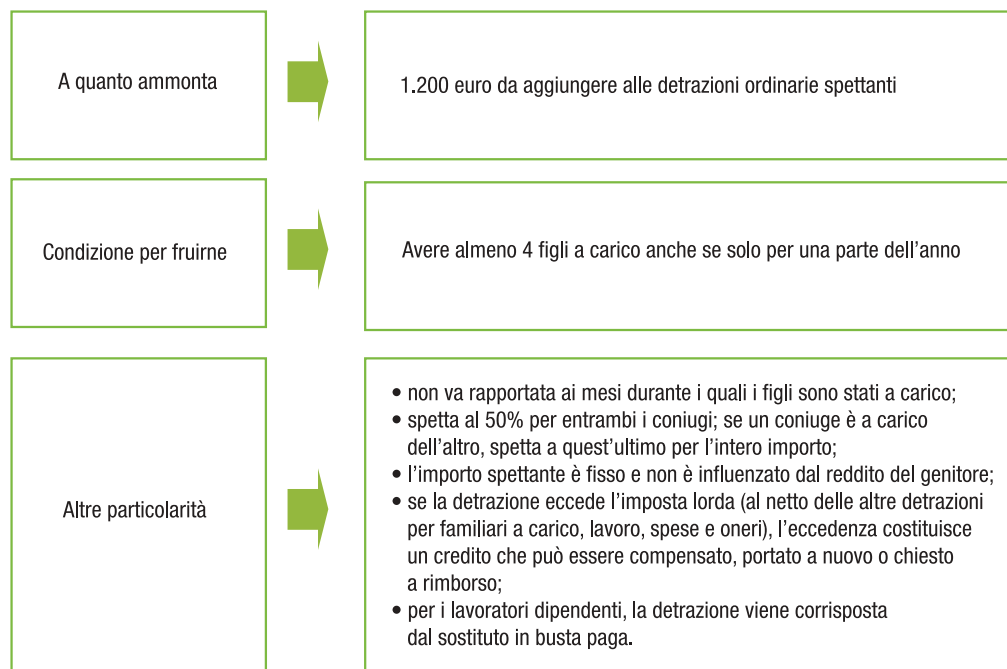 A quanto ammonta
1.200 euro da aggiungere alle detrazioni ordinarie spettanti
Condizione per fruirne
Avere almeno 4 figli a carico anche se solo per una parte dell'anno
Altre particolarità
• non va rapportata ai mesi durante i quali i figli sono stati a carico;
• spetta al 50% per entrambi i coniugi; se un coniuge è a carico
dell'altro, spetta a quest'ultimo per l'intero importo;
• l'importo spettante è fisso e non è influenzato dal reddito del genitore;
• se la detrazione eccede l'imposta lorda (al netto delle altre detrazioni
per familiari a carico, lavoro, spese e oneri), l'eccedenza costituisce
un credito che può essere compensato, portato a nuovo o chiesto
a rimborso;
• per i lavoratori dipendenti, la detrazione viene corrisposta
dal sostituto in busta paga.